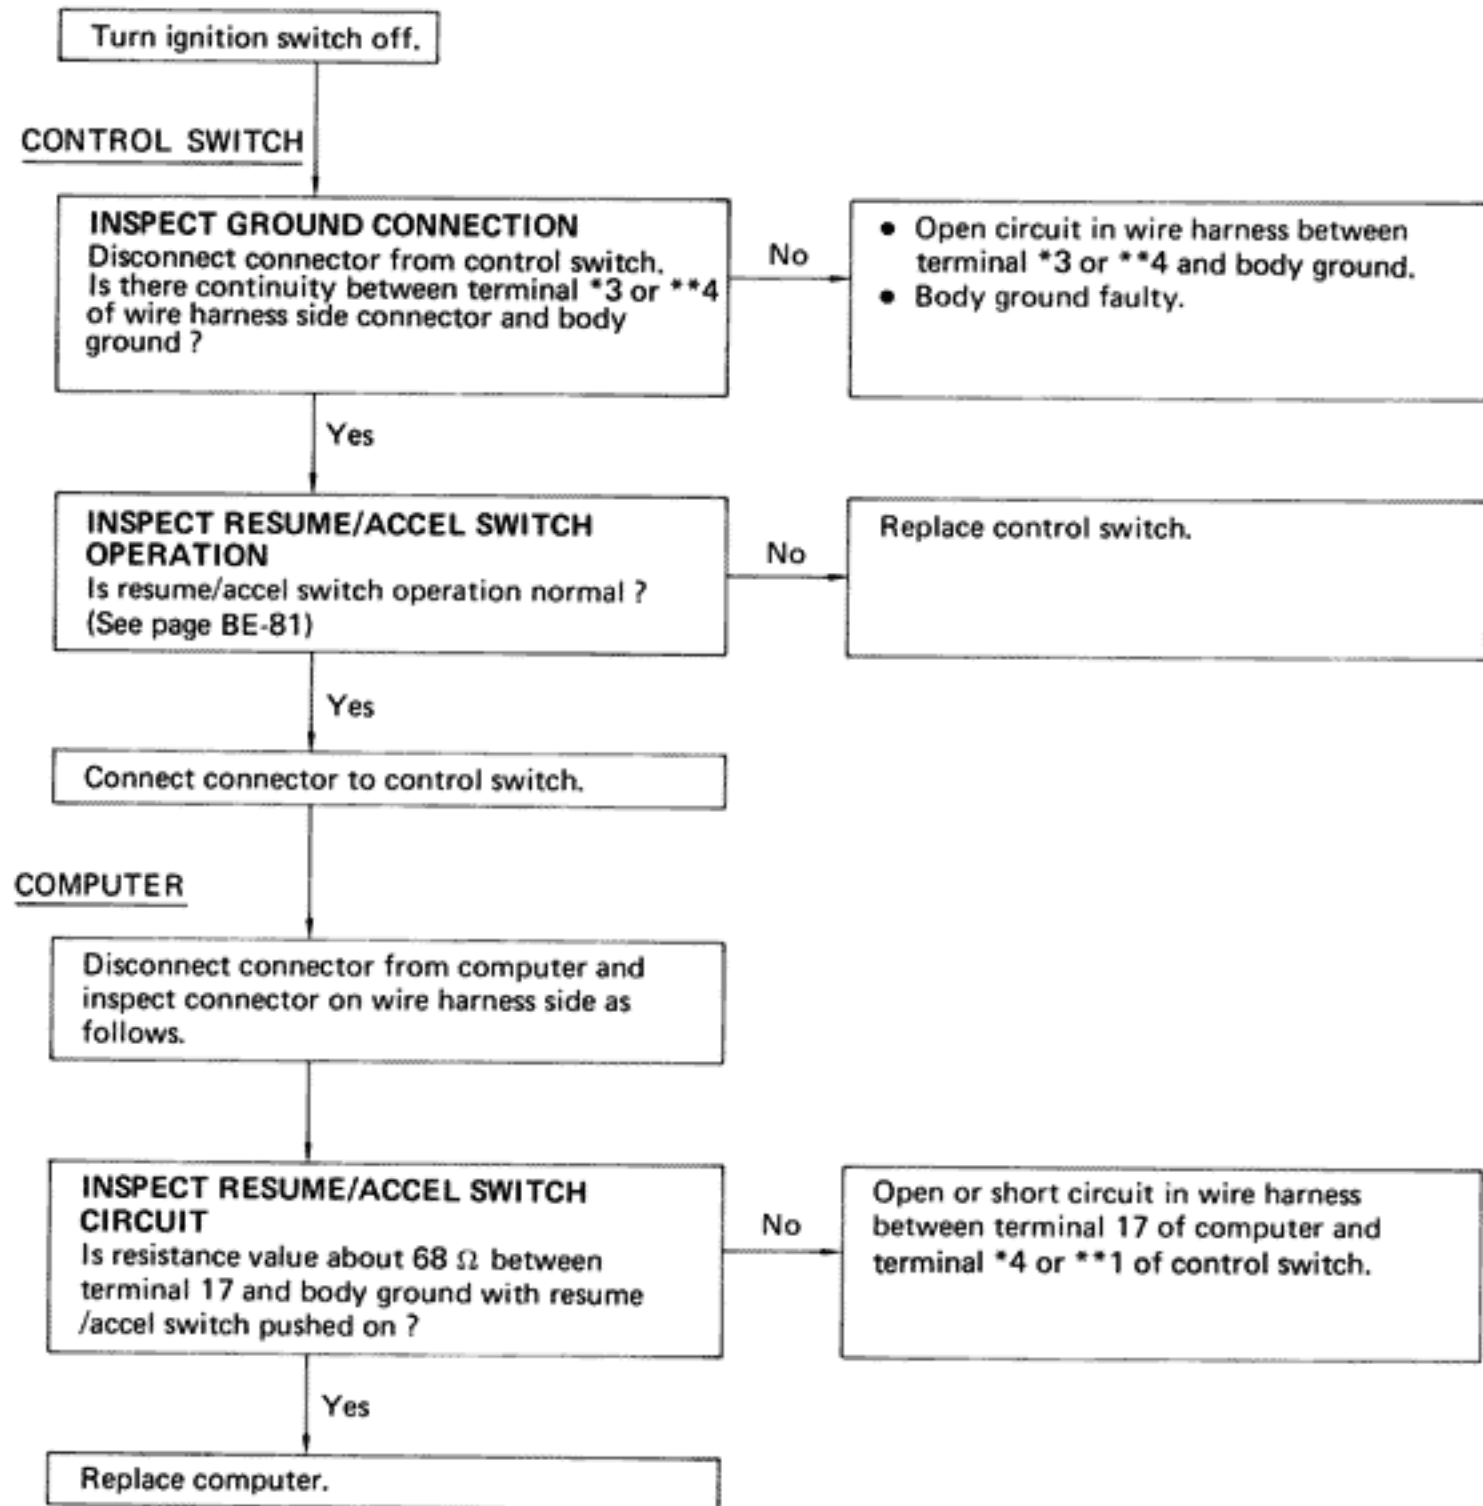 Turn ignition switch off.
CONTROL SWITCH
INSPECT GROUND CONNECTION
Disconnect connector from control switch.
Is there continuity between terminal *3 or **4
of wire harness side connector and body
ground ?
No
● Open circuit in wire harness between
terminal *3 or **4 and body ground.
● Body ground faulty.
Yes
INSPECT RESUME/ACCEL SWITCH
OPERATION
Is resume/accel switch operation normal ?
(See page BE-81)
No
Replace control switch.
Yes
Connect connector to control switch.
COMPUTER
Disconnect connector from computer and
inspect connector on wire harness side as
follows.
INSPECT RESUME/ACCEL SWITCH
CIRCUIT
Is resistance value about 68 Ω between
terminal 17 and body ground with resume
/accel switch pushed on ?
No
Open or short circuit in wire harness
between terminal 17 of computer and
terminal *4 or **1 of control switch.
Yes
Replace computer.